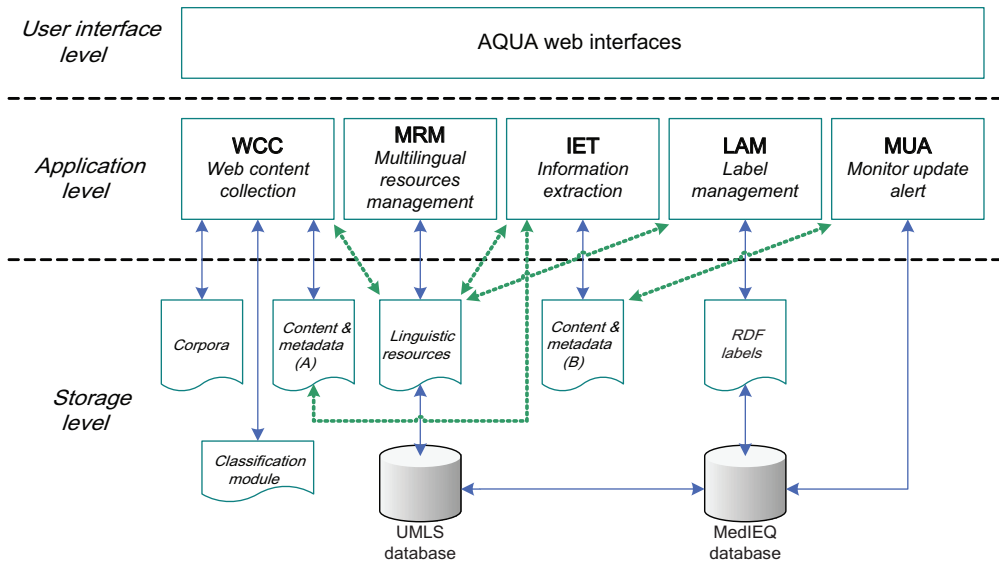 User interface
level
AQUA web interfaces
Application
level
WCC
Web content
collection
MRM
Multilingual
resources
management
IET
Information
extraction
LAM
Label
management
MUA
Monitor update
alert
Storage
level
Corpora
Content &
metadata
(A)
Linguistic
resources
Content &
metadata
(B)
RDF
labels
Classification
module
UMLS
database
MedIEQ
database